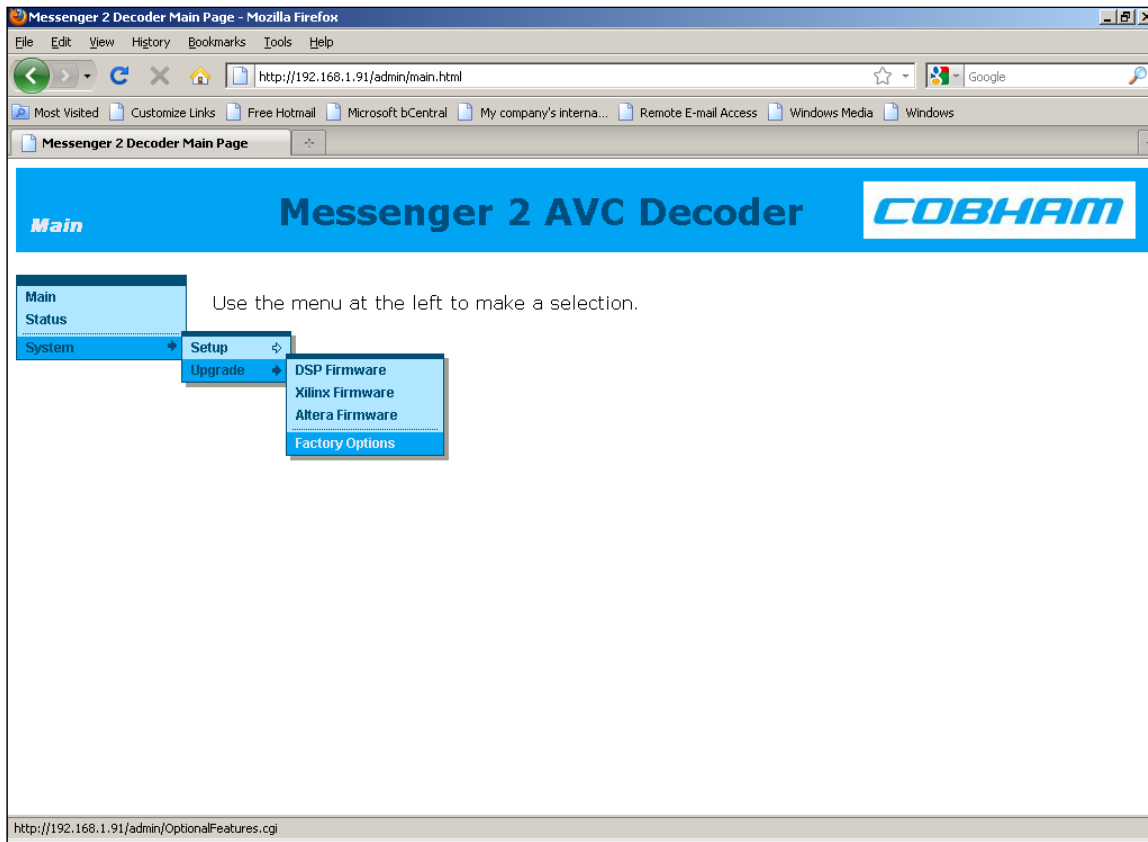 Messenger 2 Decoder Main Page - Mozilla Firefox
File Edit View History Bookmarks Tools Help
http://192.168.1.91/admin/main.html
Google
Most Visited Customize Links Free Hotmail Microsoft bCentral My company's interna... Remote E-mail Access Windows Media Windows
Messenger 2 Decoder Main Page
Main
Messenger 2 AVC Decoder
COBHAM
Main
Status
System
Use the menu at the left to make a selection.
Setup
Upgrade
DSP Firmware
Xilinx Firmware
Altera Firmware
Factory Options
http://192.168.1.91/admin/OptionalFeatures.cgi